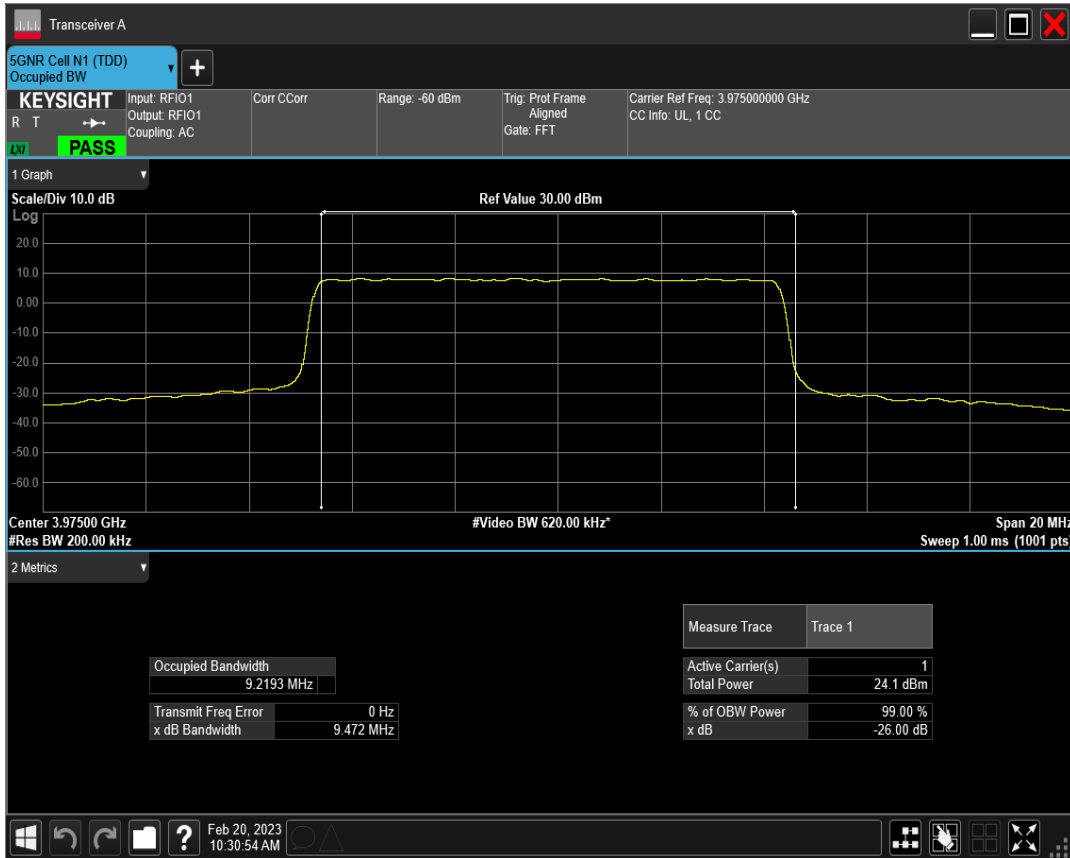 Transceiver A
5GNR Cell N1 (TDD)
Occupied BW
+
KEYSIGHT
R T
LXI
PASS
Input: RFIO1
Output: RFIO1
Coupling: AC
Corr CCorr
Range: -60 dBm
Trig: Prot Frame
Aligned
Gate: FFT
Carrier Ref Freq: 3.975000000 GHz
CC Info: UL, 1 CC
1 Graph
Scale/Div 10.0 dB
Ref Value 30.00 dBm
Log
20.0
10.0
0.00
-10.0
-20.0
-30.0
-40.0
-50.0
-60.0
Center 3.97500 GHz
#Video BW 620.00 kHz*
Span 20 MHz
#Res BW 200.00 kHz
Sweep 1.00 ms (1001 pts)
2 Metrics
Measure Trace Trace 1
Occupied Bandwidth
9.2193 MHz
Transmit Freq Error 0 Hz
x dB Bandwidth 9.472 MHz
Active Carrier(s) 1
Total Power 24.1 dBm
% of OBW Power 99.00 %
x dB -26.00 dB
?
Feb 20, 2023
10:30:54 AM